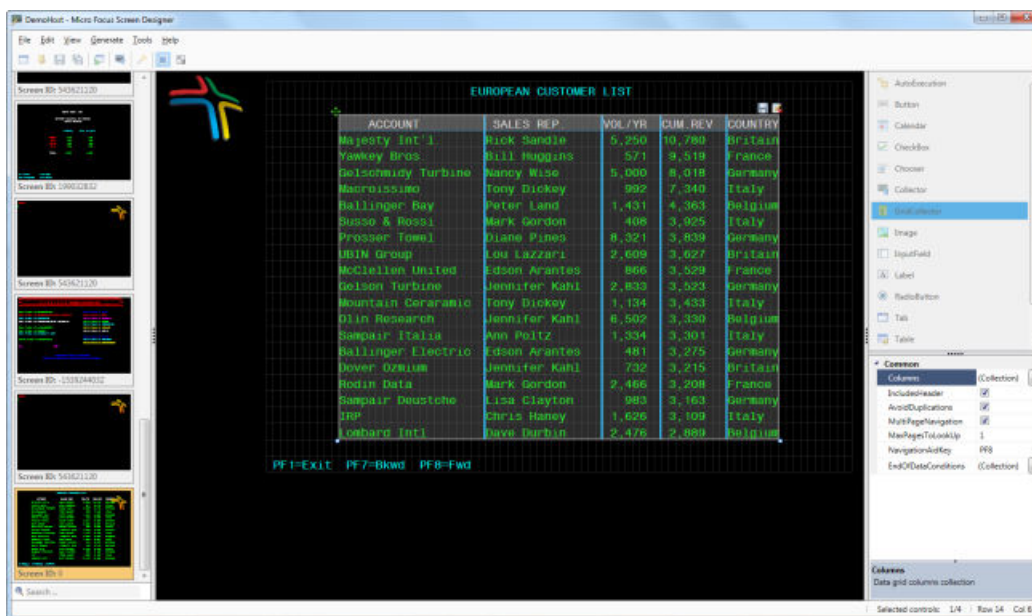 DemoHost - Micro Focus Screen Designer
File Edit View Generate Tools Help
Screen ID: 543621120
Screen ID: 199032832
Screen ID: 543621120
Screen ID: -1539244032
Screen ID: 543621120
Screen ID: 0
Search...
EUROPEAN CUSTOMER LIST
ACCOUNT SALES REP. VOL/YR CUM.REV COUNTRY
Majesty Int'l. Rick Sandle 5,250 10,780 Britain
Yawkey Bros. Bill Huggins 571 9,519 France
Gelschmidy Turbine Nancy Wise 5,000 8,018 Germany
Macroissimo Tony Dickey 992 7,340 Italy
Ballinger Bay Peter Land 1,431 4,363 Belgium
Susso & Rossi Mark Gordon 408 3,925 Italy
Prosser Towel Diane Pines 8,321 3,839 Germany
UBIN Group Lou Lazzari 2,609 3,627 Britain
McClellen United Edson Arantes 866 3,529 France
Gelson Turbine Jennifer Kahl 2,833 3,523 Germany
Mountain Ceraramic Tony Dickey 1,134 3,433 Italy
Olin Research Jennifer Kahl 6,502 3,330 Belgium
Sampair Italia Ann Poltz 1,334 3,301 Italy
Ballinger Electric Edson Arantes 481 3,275 Germany
Dover Ozmium Jennifer Kahl 732 3,215 Britain
Rodin Data Mark Gordon 2,466 3,208 France
Sampair Deustche Lisa Clayton 983 3,163 Germany
IRP Chris Haney 1,626 3,109 Italy
Lombard Intl Dave Durbin 2,476 2,889 Belgium
PF1=Exit PF7=Bkwd PF8=Fwd
AutoExecution
Button
Calendar
CheckBox
Chooser
Collector
GridCollector
Image
InputField
Label
RadioButton
Tab
Table
Common
Columns (Collection)
IncludesHeader
AvoidDuplications
MultiPageNavigation
MaxPagesToLookUp 1
NavigationAidKey PF8
EndOfDataConditions (Collection)
Columns
Data grid columns collection
Selected controls: 1/4 Row 14 Col 6